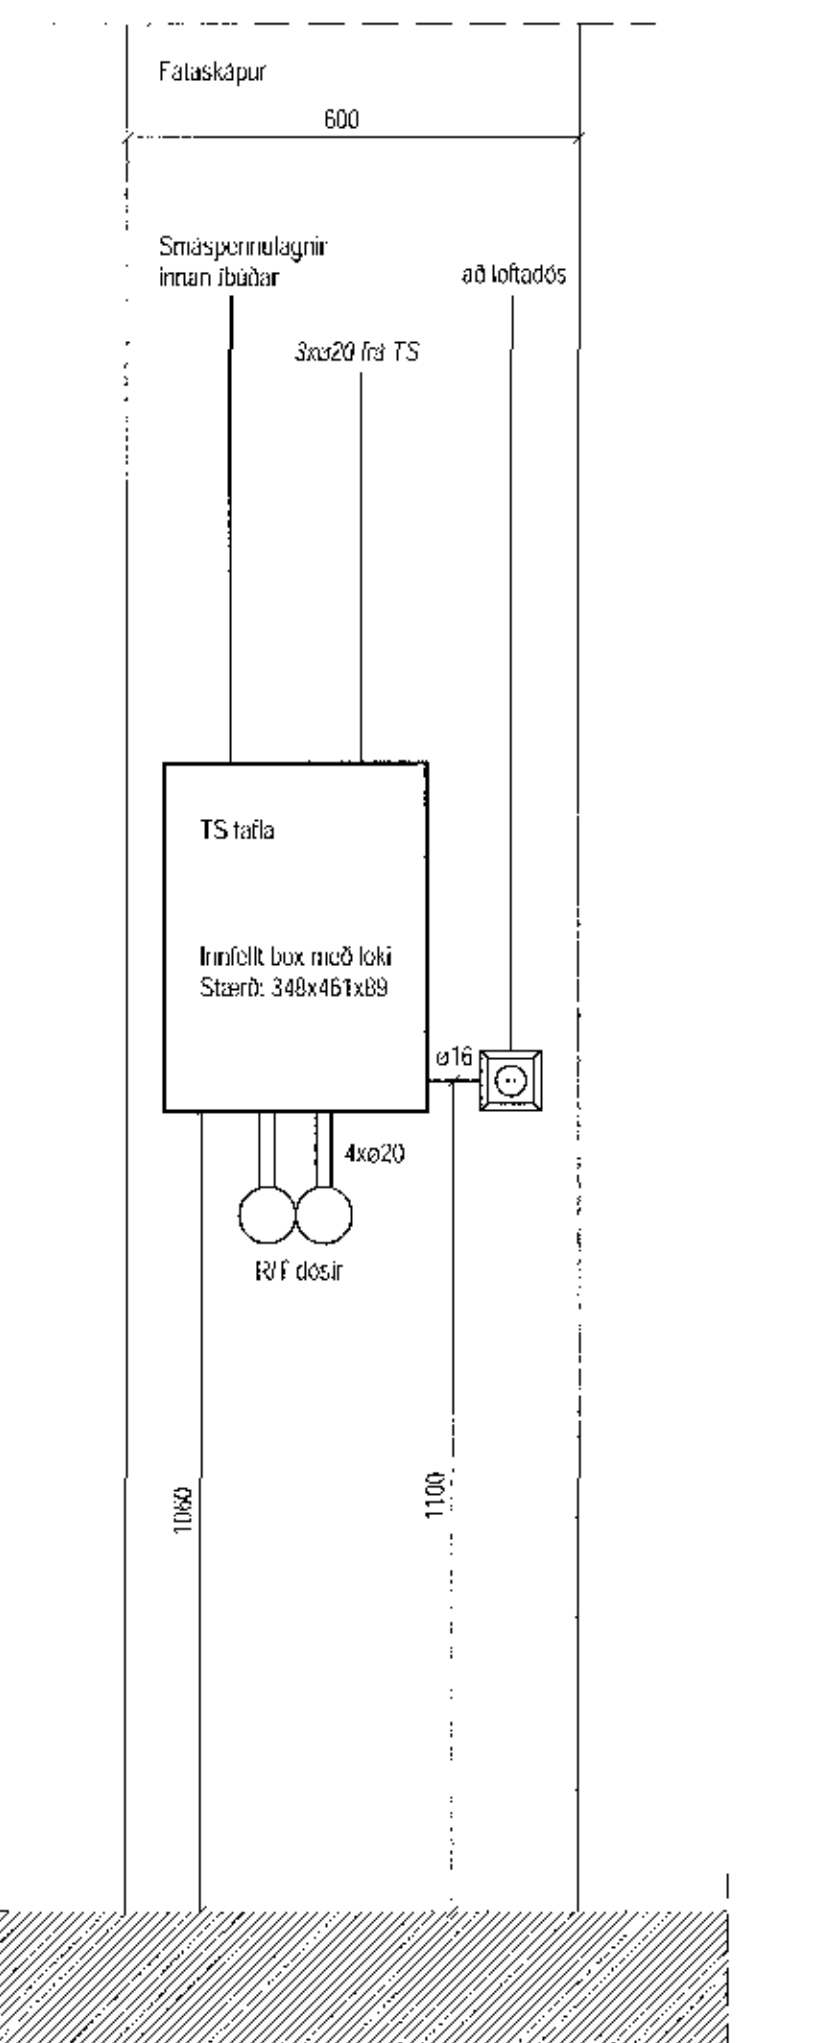 Fataskápur
600
Smáspennulagnir
innan íbúðar
að loftadós
3xø20 frá TS
TS tafla
Innfellt box með loki
Stærð: 348x461x89
ø16
4xø20
R/T dósir
1060
1100